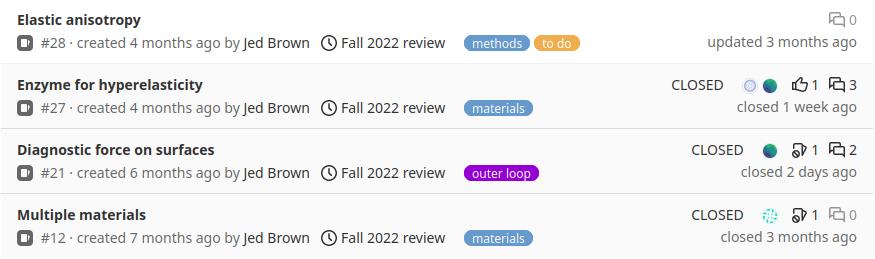 Elastic anisotropy 0
#28 · created 4 months ago by Jed Brown Fall 2022 review methods to do updated 3 months ago
Enzyme for hyperelasticity CLOSED 1 3
#27 · created 4 months ago by Jed Brown Fall 2022 review materials closed 1 week ago
Diagnostic force on surfaces CLOSED 1 2
#21 · created 6 months ago by Jed Brown Fall 2022 review outer loop closed 2 days ago
Multiple materials CLOSED 1 0
#12 · created 7 months ago by Jed Brown Fall 2022 review materials closed 3 months ago